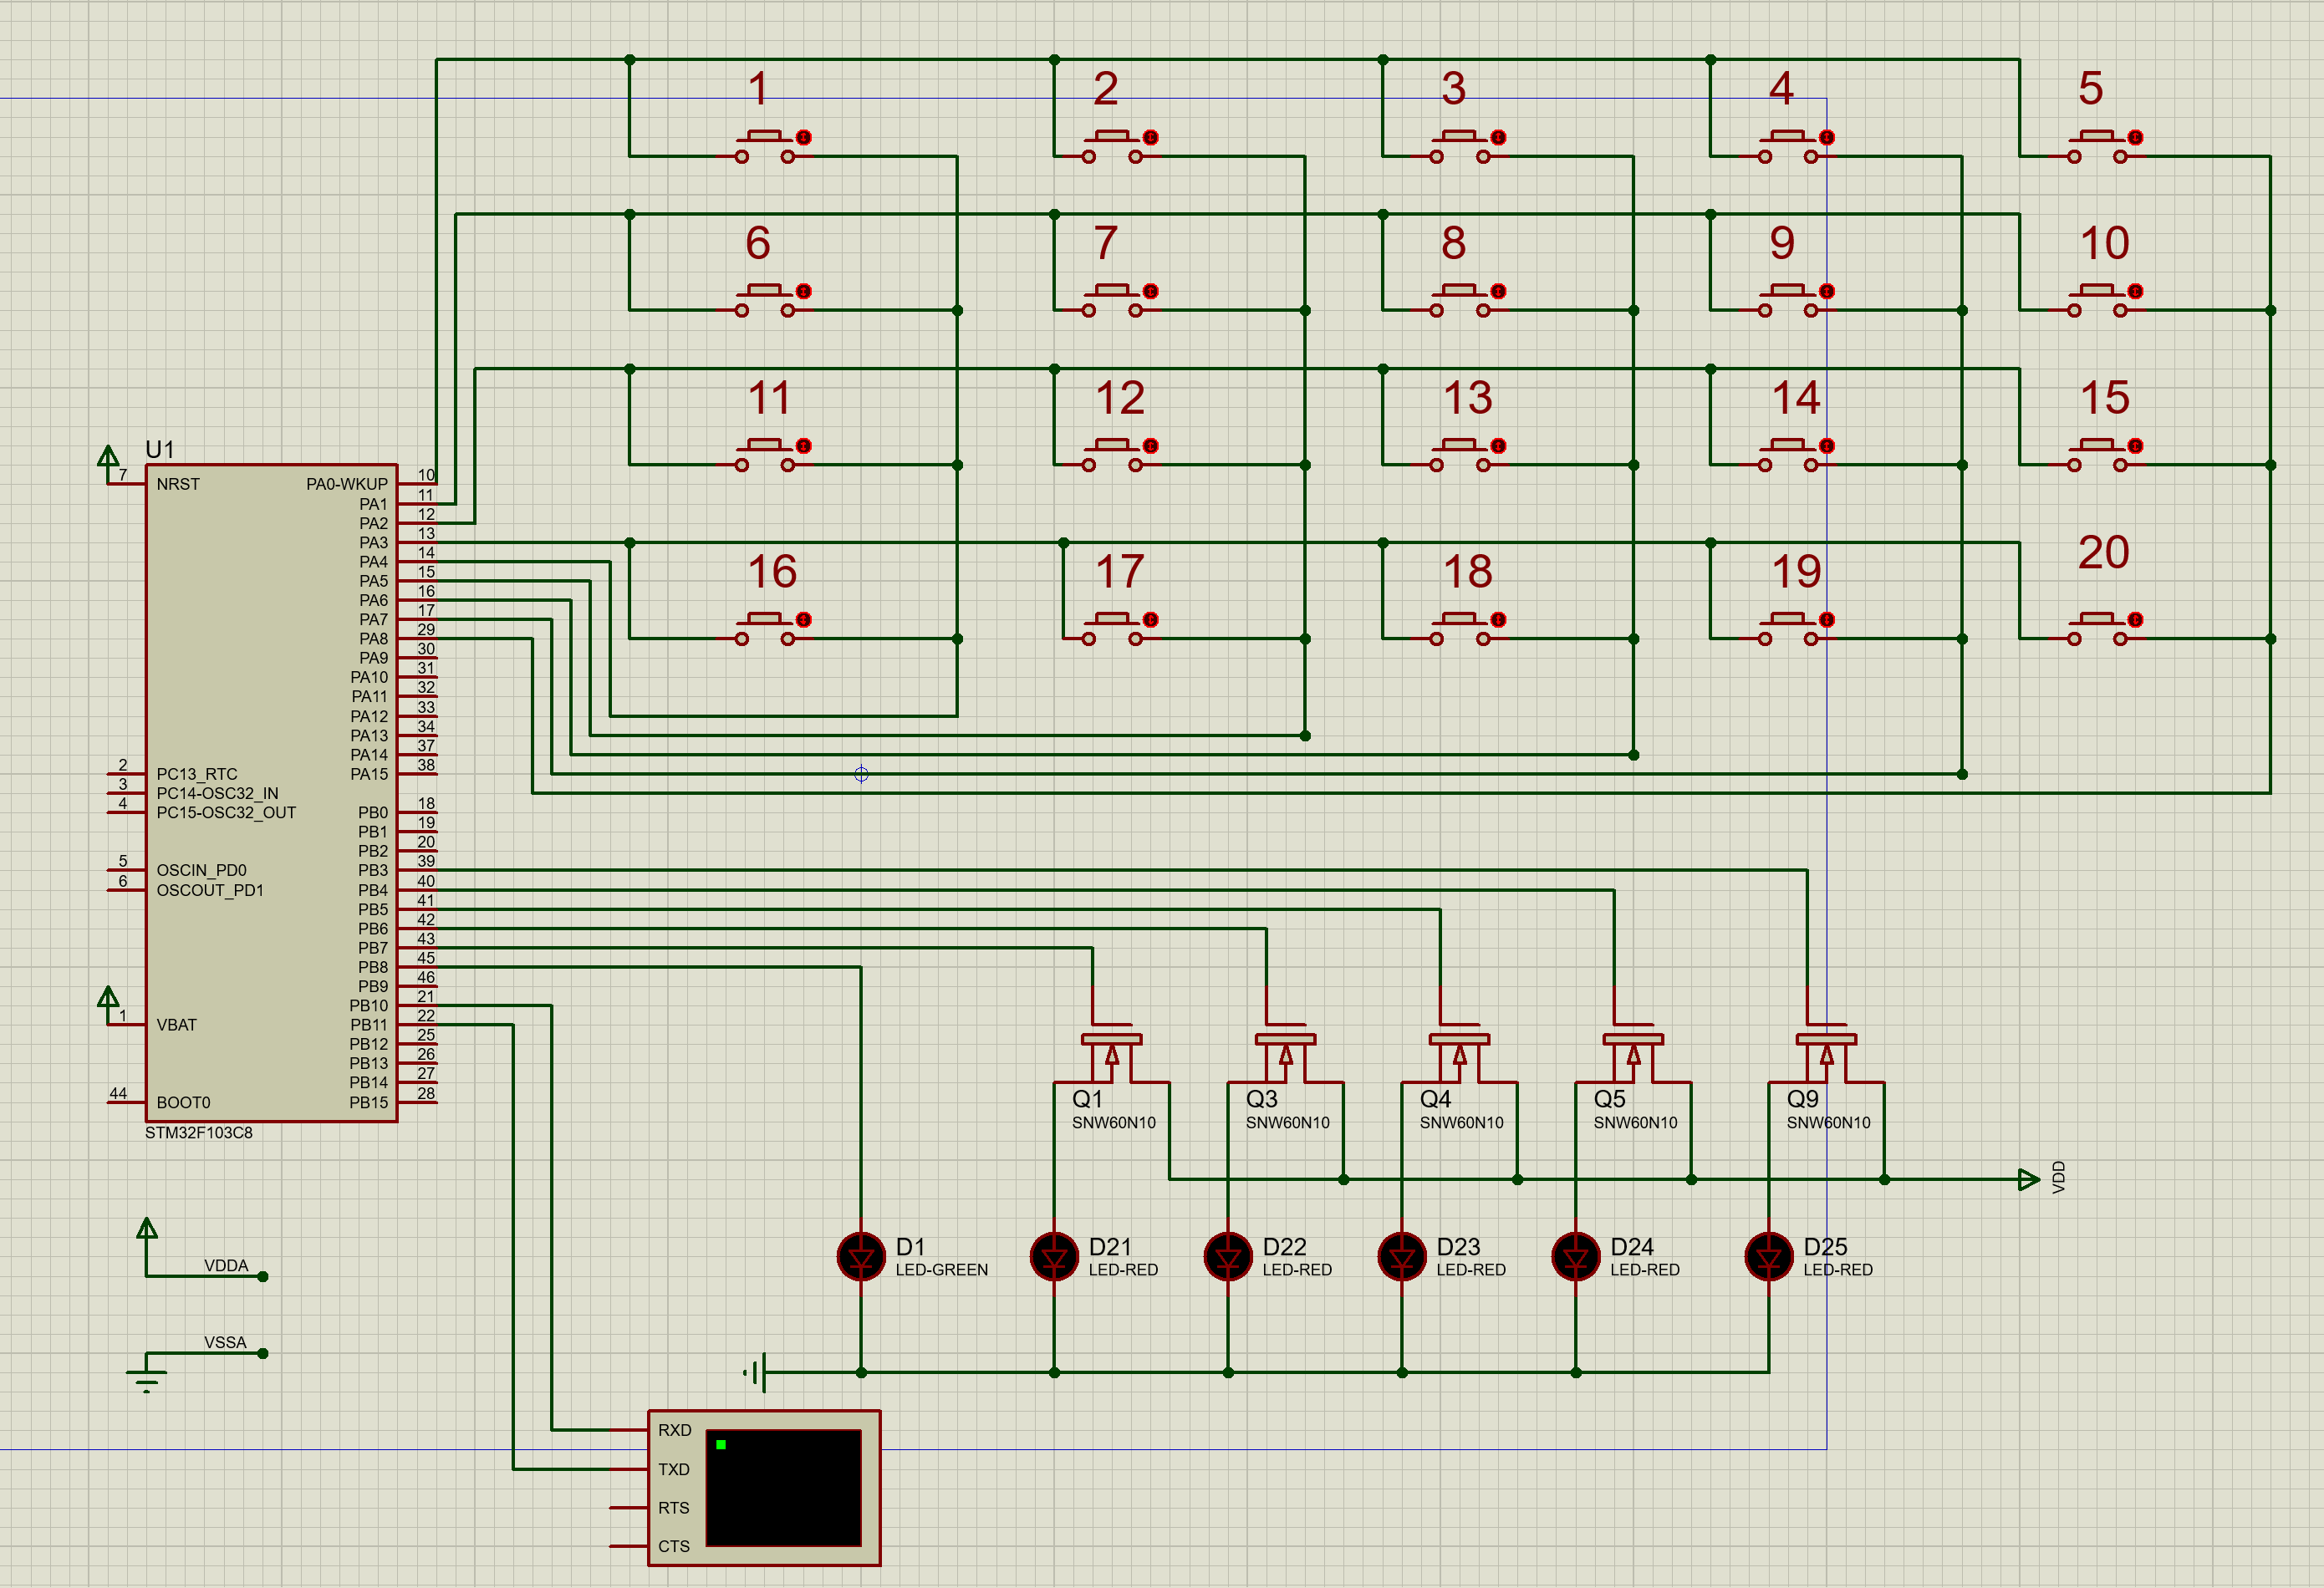 1 2 3 4 5
6 7 8 9 10
11 12 13 14 15
16 17 18 19 20
U1
7 NRST
PA0-WKUP 10
PA1 11
PA2 12
PA3 13
PA4 14
PA5 15
PA6 16
PA7 17
PA8 29
PA9 30
PA10 31
PA11 32
PA12 33
PA13 34
PA14 37
PA15 38
2 PC13_RTC
3 PC14-OSC32_IN
4 PC15-OSC32_OUT
PB0 18
PB1 19
PB2 20
5 OSCIN_PD0
6 OSCOUT_PD1
PB3 39
PB4 40
PB5 41
PB6 42
PB7 43
PB8 45
PB9 46
PB10 21
1 VBAT
PB11 22
PB12 25
PB13 26
PB14 27
44 BOOT0
PB15 28
STM32F103C8
Q1 Q3 Q4 Q5 Q9
SNW60N10 SNW60N10 SNW60N10 SNW60N10 SNW60N10
VDD
D1 D21 D22 D23 D24 D25
LED-GREEN LED-RED LED-RED LED-RED LED-RED LED-RED
VDDA
VSSA
RXD
TXD
RTS
CTS